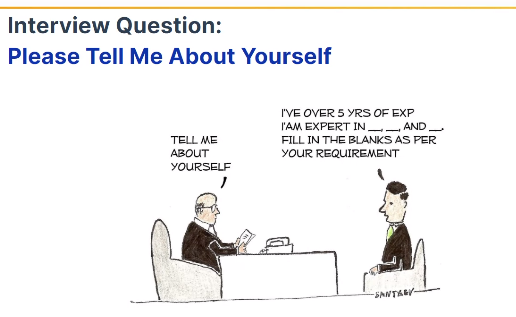 Interview Question:
Please Tell Me About Yourself
TELL ME
ABOUT
YOURSELF
I'VE OVER 5 YRS OF EXP
I'AM EXPERT IN __, __, AND __.
FILL IN THE BLANKS AS PER
YOUR REQUIREMENT